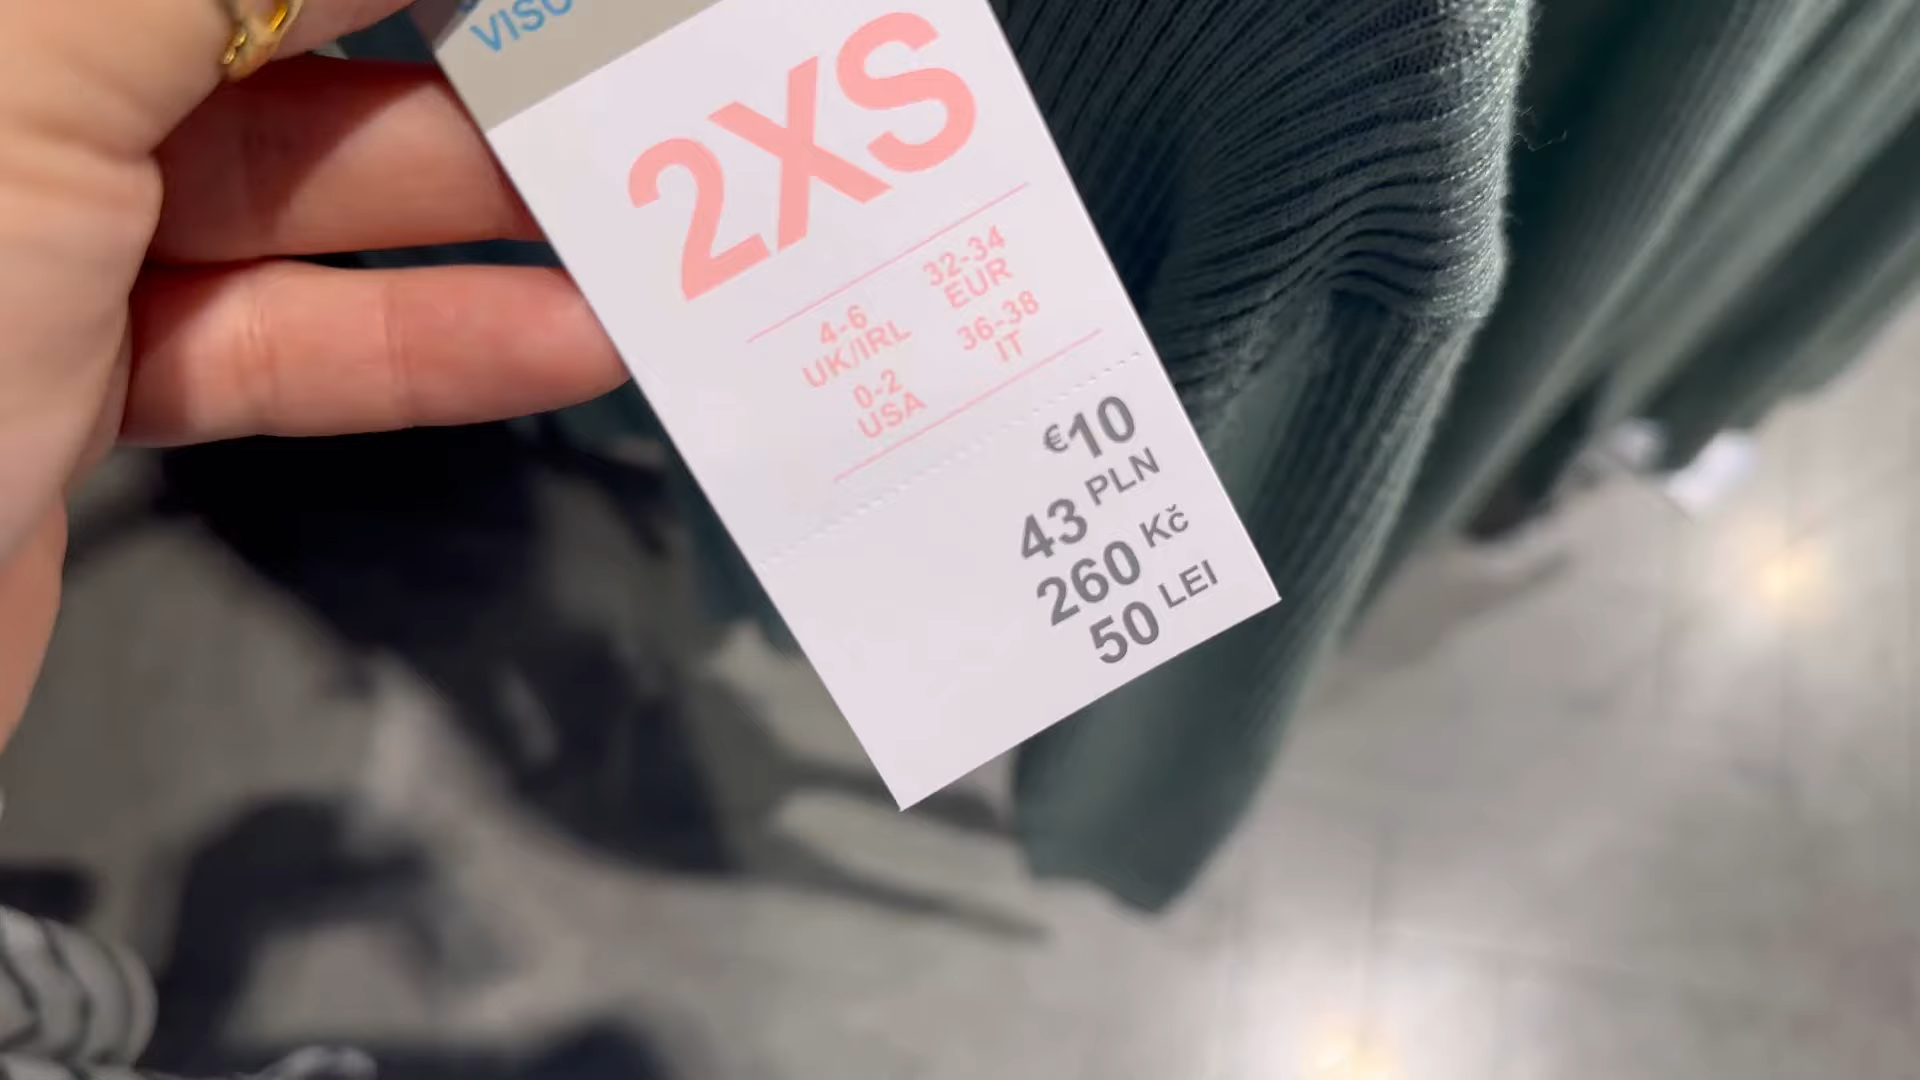 2XS
4-6
UK/IRL
32-34
EUR
0-2
USA
36-38
IT
€10
43 PLN
260 Kč
50 LEI